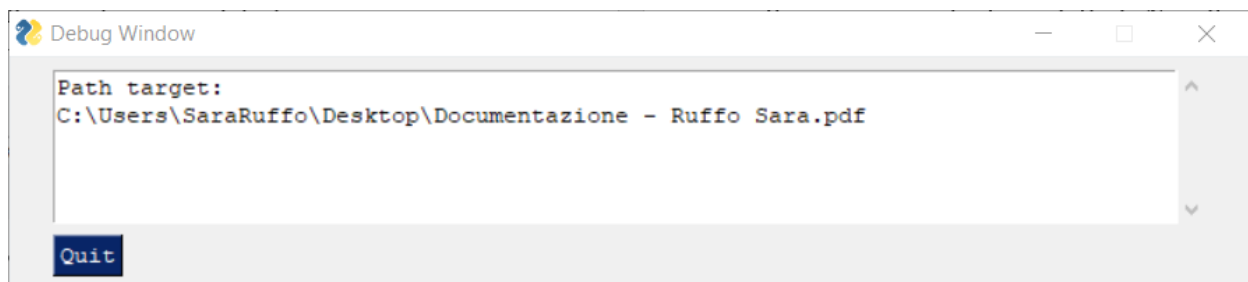 Debug Window
Path target:
C:\Users\SaraRuffo\Desktop\Documentazione - Ruffo Sara.pdf
Quit